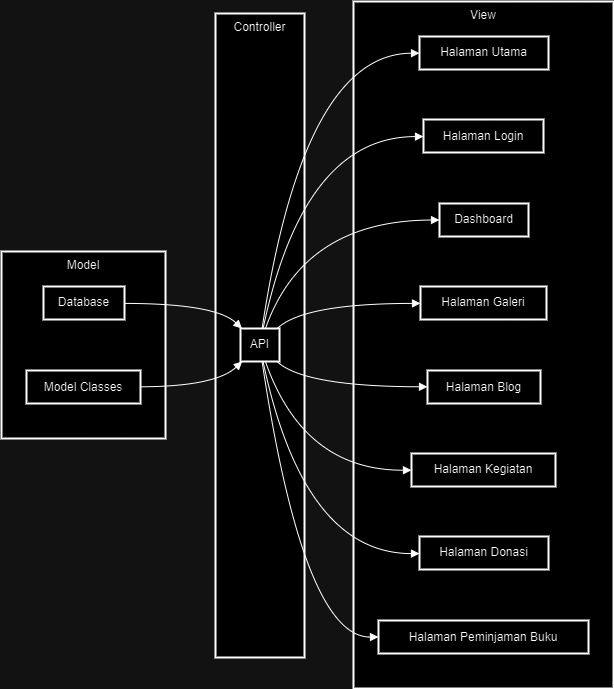 Model
Database
Model Classes
Controller
API
View
Halaman Utama
Halaman Login
Dashboard
Halaman Galeri
Halaman Blog
Halaman Kegiatan
Halaman Donasi
Halaman Peminjaman Buku